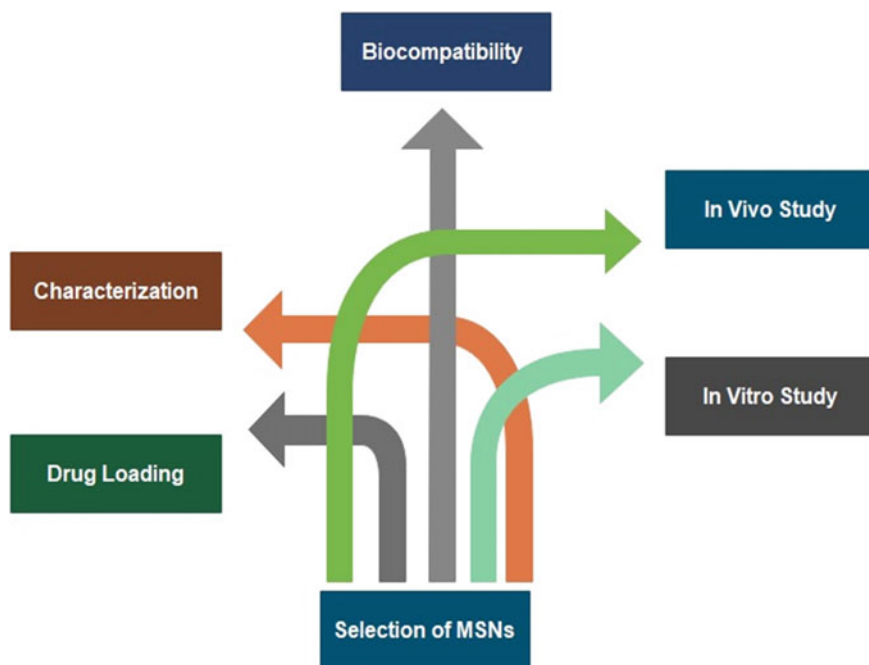 Biocompatibility
In Vivo Study
Characterization
In Vitro Study
Drug Loading
Selection of MSNs